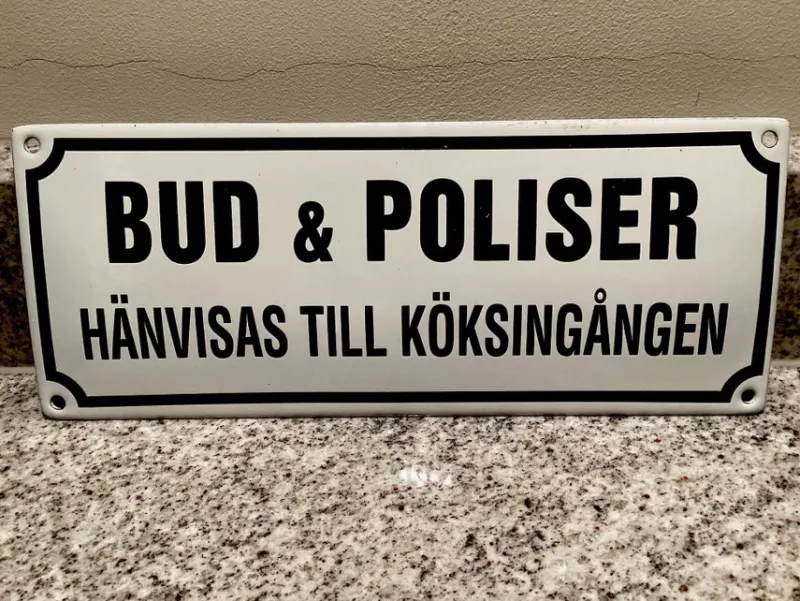 BUD & POLISER
HÄNVISAS TILL KÖKSINGÅNGEN